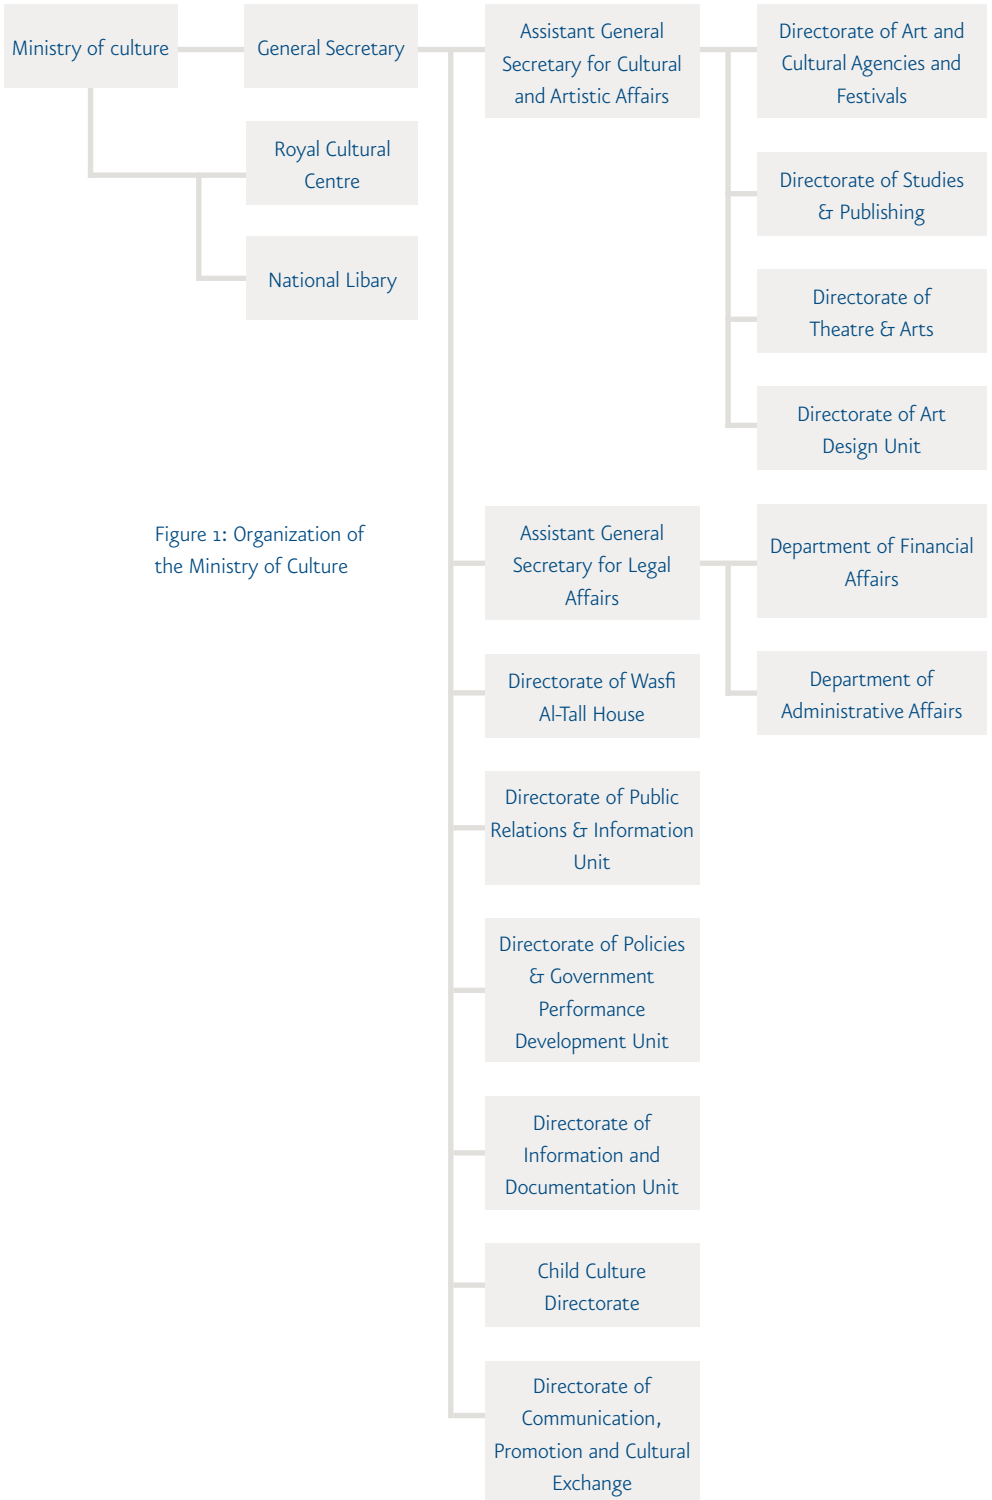 Ministry of culture
General Secretary
Assistant General
Secretary for Cultural
and Artistic Affairs
Directorate of Art and
Cultural Agencies and
Festivals
Royal Cultural
Centre
Directorate of Studies
& Publishing
National Libary
Directorate of
Theatre & Arts
Directorate of Art
Design Unit
Figure 1: Organization of
the Ministry of Culture
Assistant General
Secretary for Legal
Affairs
Department of Financial
Affairs
Directorate of Wasfi
Al-Tall House
Department of
Administrative Affairs
Directorate of Public
Relations & Information
Unit
Directorate of Policies
& Government
Performance
Development Unit
Directorate of
Information and
Documentation Unit
Child Culture
Directorate
Directorate of
Communication,
Promotion and Cultural
Exchange